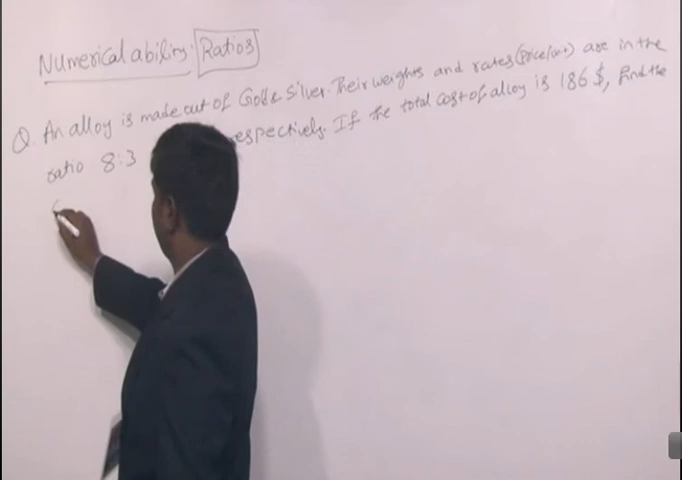 Numerical ability: Ratios
Q. An alloy is made out of Gold & Silver. Their weights and rates (Price/wt) are in the
ratio 8:3 respectively. If the total cost of alloy is 186 $, find the